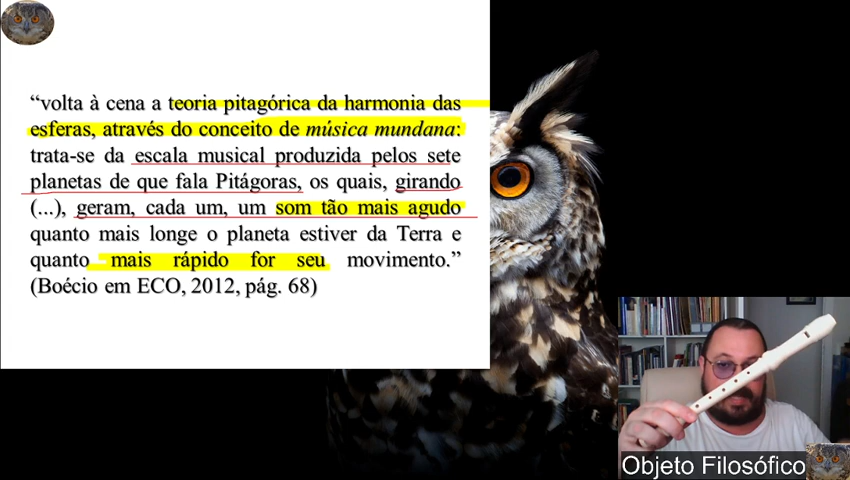 “volta à cena a teoria pitagórica da harmonia das
esferas, através do conceito de música mundana:
trata-se da escala musical produzida pelos sete
planetas de que fala Pitágoras, os quais, girando
(...), geram, cada um, um som tão mais agudo
quanto mais longe o planeta estiver da Terra e
quanto mais rápido for seu movimento.”
(Boécio em ECO, 2012, pág. 68)
Objeto Filosófico